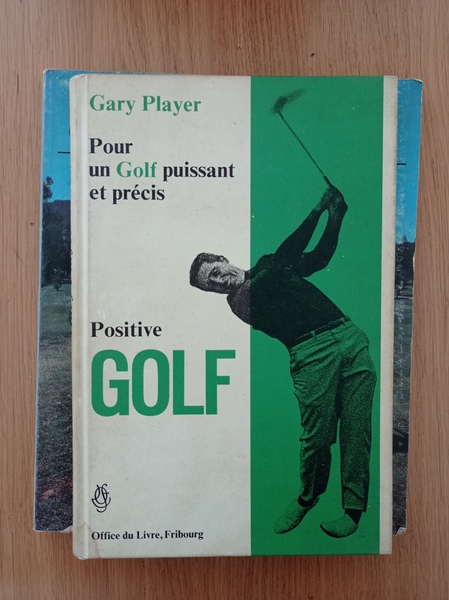 Gary Player
Pour
un Golf puissant
et précis
Positive
GOLF
Office du Livre, Fribourg